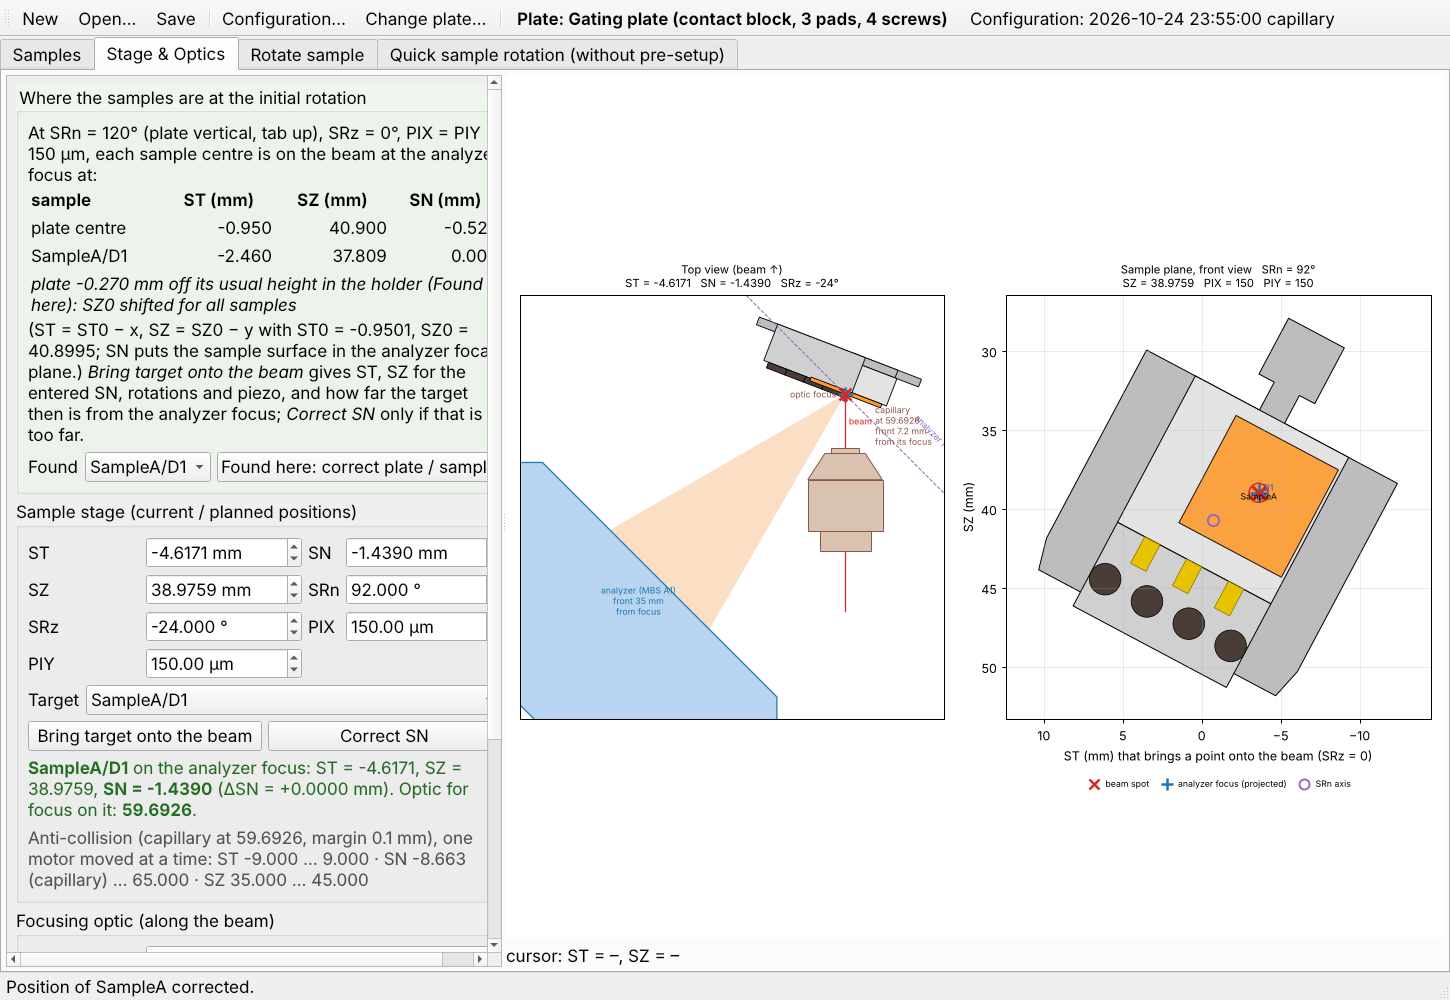 New Open... Save Configuration... Change plate... Plate: Gating plate (contact block, 3 pads, 4 screws) Configuration: 2026-10-24 23:55:00 capillary
Samples Stage & Optics Rotate sample Quick sample rotation (without pre-setup)
Where the samples are at the initial rotation
At SRn = 120° (plate vertical, tab up), SRz = 0°, PIX = PIY
150 µm, each sample centre is on the beam at the analyze
focus at:
sample ST (mm) SZ (mm) SN (mm)
plate centre -0.950 40.900 -0.52
SampleA/D1 -2.460 37.809 0.00
plate -0.270 mm off its usual height in the holder (Found
here): SZ0 shifted for all samples
(ST = ST0 − x, SZ = SZ0 − y with ST0 = -0.9501, SZ0 =
40.8995; SN puts the sample surface in the analyzer foca
plane.) Bring target onto the beam gives ST, SZ for the
entered SN, rotations and piezo, and how far the target
then is from the analyzer focus; Correct SN only if that is
too far.
Found SampleA/D1 Found here: correct plate / sampl
Sample stage (current / planned positions)
ST -4.6171 mm SN -1.4390 mm
SZ 38.9759 mm SRn 92.000 °
SRz -24.000 ° PIX 150.00 µm
PIY 150.00 µm
Target SampleA/D1
Bring target onto the beam Correct SN
SampleA/D1 on the analyzer focus: ST = -4.6171, SZ =
38.9759, SN = -1.4390 (ΔSN = +0.0000 mm). Optic for
focus on it: 59.6926.
Anti-collision (capillary at 59.6926, margin 0.1 mm), one
motor moved at a time: ST -9.000 ... 9.000 · SN -8.663
(capillary) ... 65.000 · SZ 35.000 ... 45.000
Focusing optic (along the beam)
Top view (beam ↑)
ST = -4.6171 SN = -1.4390 SRz = -24°
optic focus
beam
capillary
at 59.6926
front 7.2 mm
from its focus
analyzer
analyzer (MBS A1)
front 35 mm
from focus
Sample plane, front view SRn = 92°
SZ = 38.9759 PIX = 150 PIY = 150
SZ (mm)
30
35
40
45
50
D1
SampleA
10 5 0 −5 −10
ST (mm) that brings a point onto the beam (SRz = 0)
beam spot analyzer focus (projected) SRn axis
cursor: ST = –, SZ = –
Position of SampleA corrected.